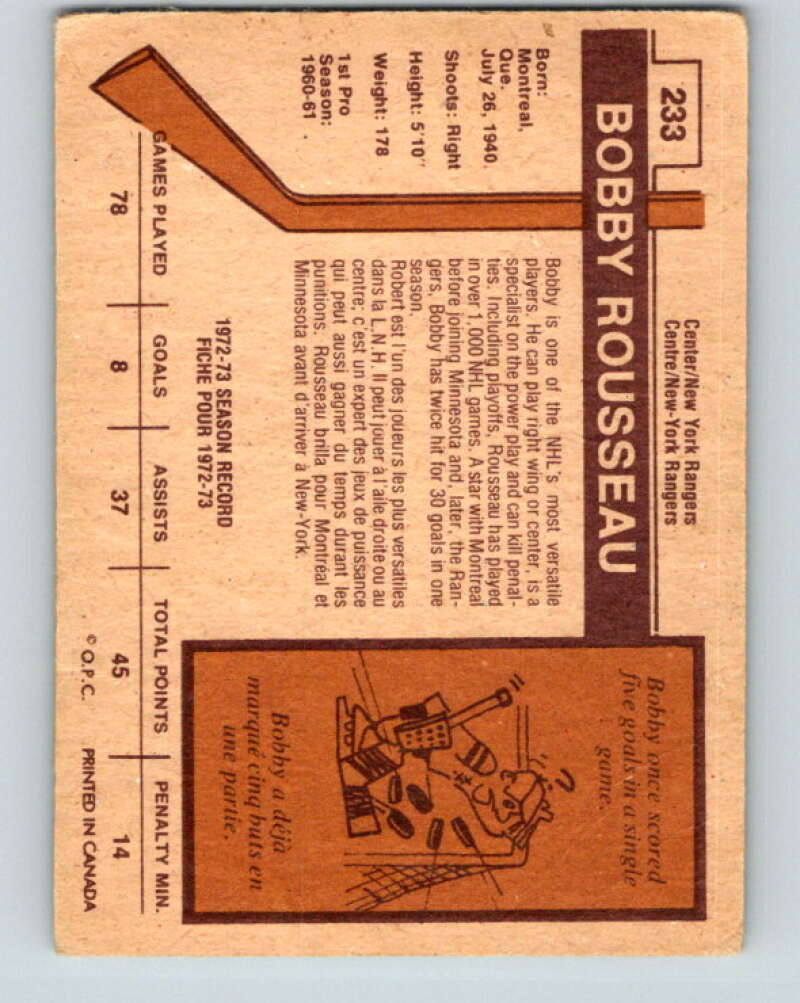 233
Center/New York Rangers
Centre/New-York Rangers
BOBBY ROUSSEAU
Born:
Montreal,
Que.
July 26, 1940.
Shoots: Right
Height: 5'10"
Weight: 178
1st Pro
Season:
1960-61
Bobby is one of the NHL's most versatile
players. He can play right wing or center, is a
specialist on the power play and can kill penal-
ties. Including playoffs, Rousseau has played
in over 1,000 NHL games. A star with Montreal
before joining Minnesota and, later, the Ran-
gers, Bobby has twice hit for 30 goals in one
season.
Robert est l'un des joueurs les plus versatiles
dans la L.N.H. Il peut jouer à l'aile droite ou au
centre; c'est un expert des jeux de puissance
qui peut aussi gagner du temps durant les
punitions. Rousseau brilla pour Montréal et
Minnesota avant d'arriver à New-York.
Bobby once scored
five goals in a single
game.
Bobby a déjà
marqué cinq buts en
une partie.
1972-73 SEASON RECORD
FICHE POUR 1972-73
GAMES PLAYED GOALS ASSISTS TOTAL POINTS PENALTY MIN.
78 8 37 45 14
© O.P.C. PRINTED IN CANADA